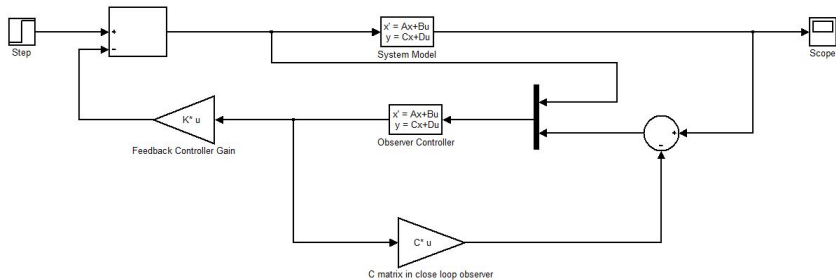 Step
+
-
x' = Ax+Bu
y = Cx+Du
System Model
Scope
K* u
Feedback Controller Gain
x' = Ax+Bu
y = Cx+Du
Observer Controller
+
-
C* u
C matrix in close loop observer